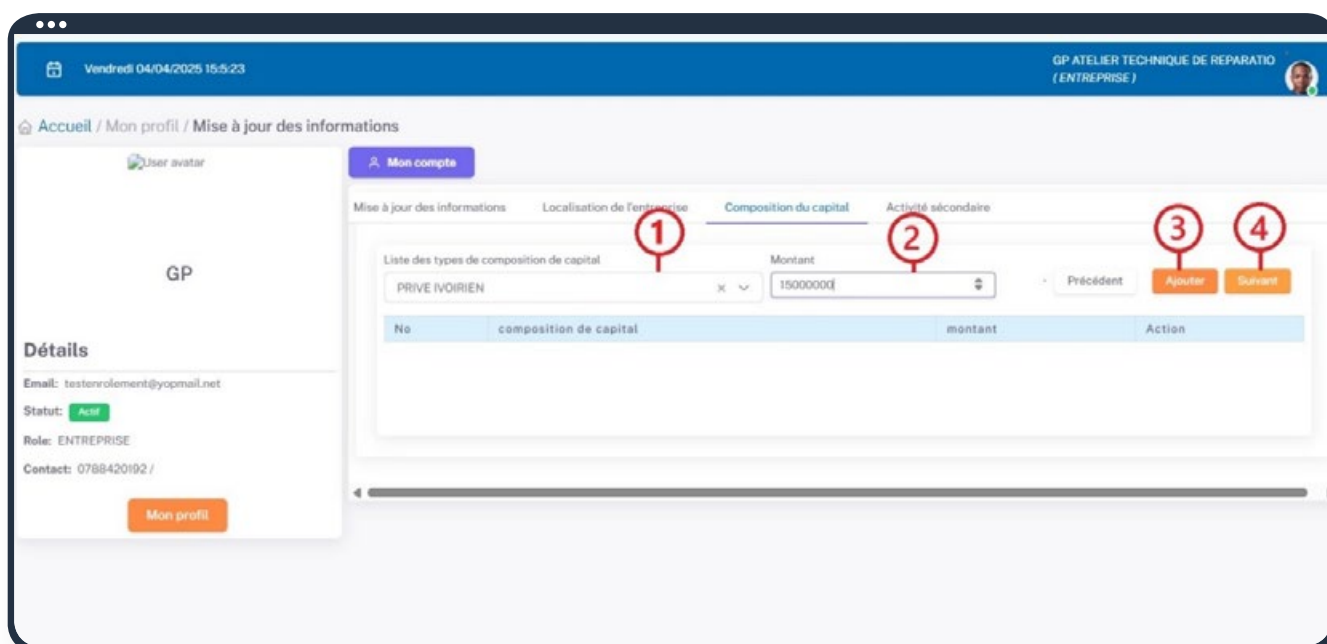 Vendredi 04/04/2025 15:5:23
GP ATELIER TECHNIQUE DE REPARATIO
( ENTREPRISE )
Accueil / Mon profil / Mise à jour des informations
User avatar
GP
Détails
Email: testenrolement@yopmail.net
Statut: Actif
Role: ENTREPRISE
Contact: 0788420192 /
Mon profil
Mon compte
Mise à jour des informations Localisation de l'entreprise Composition du capital Activité sécondaire
1 2 3 4
Liste des types de composition de capital Montant
PRIVE IVOIRIEN 15000000 Précédent Ajouter Suivant
No composition de capital montant Action